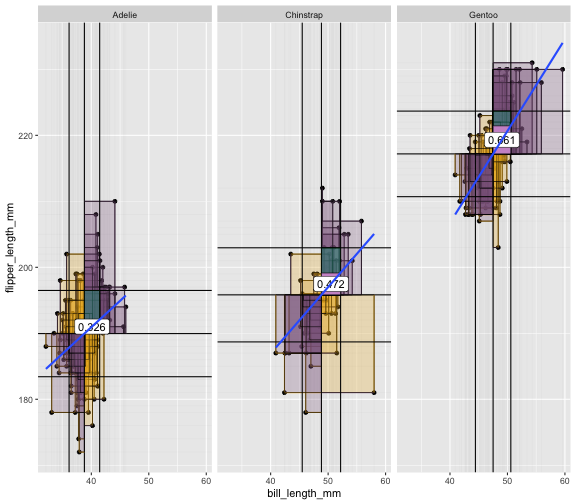 Adelie
Chinstrap
Gentoo
flipper_length_mm
220
200
180
0.326
0.472
0.661
40 50 60
40 50 60
40 50 60
bill_length_mm